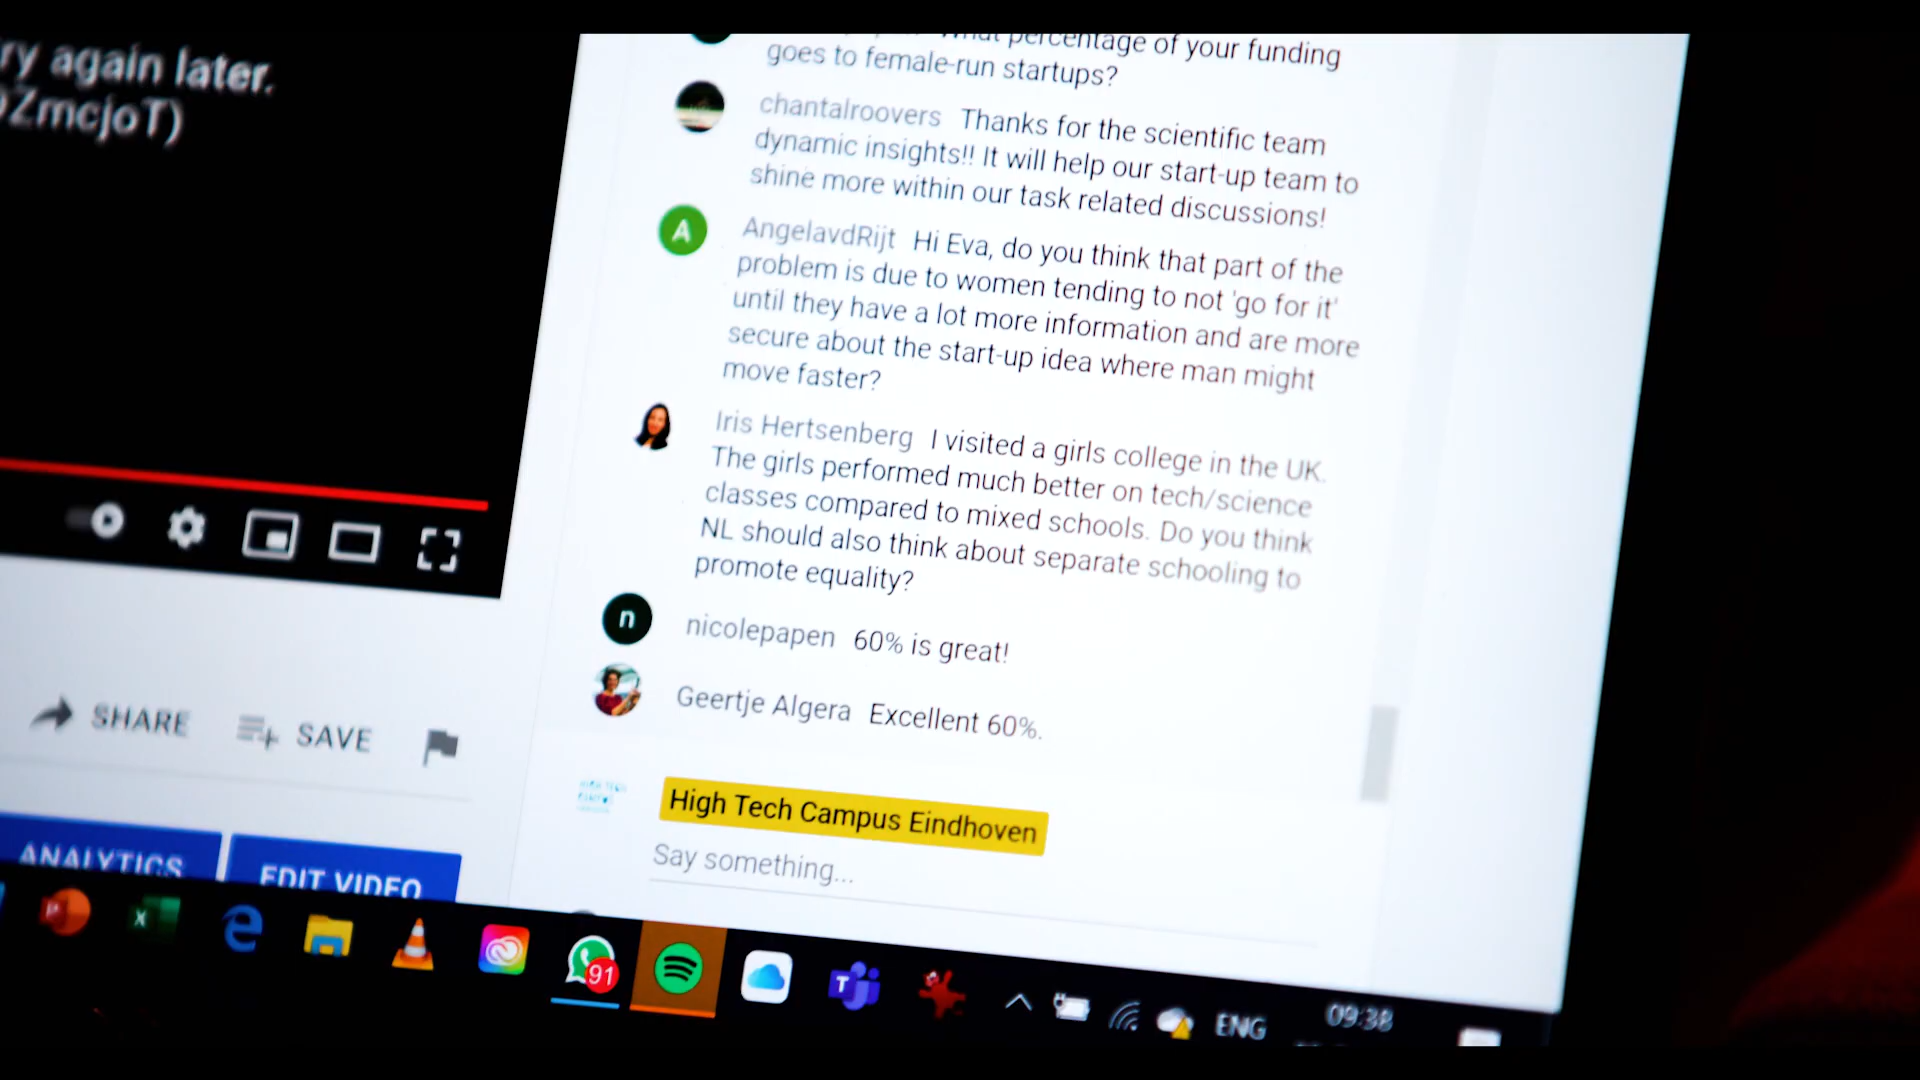 ry again later.
ZmcjoT)
What percentage of your funding
goes to female-run startups?
chantalroovers Thanks for the scientific team
dynamic insights!! It will help our start-up team to
shine more within our task related discussions!
A
AngelavdRijt Hi Eva, do you think that part of the
problem is due to women tending to not 'go for it'
until they have a lot more information and are more
secure about the start-up idea where man might
move faster?
Iris Hertsenberg I visited a girls college in the UK.
The girls performed much better on tech/science
classes compared to mixed schools. Do you think
NL should also think about separate schooling to
promote equality?
n
nicolepapen 60% is great!
Geertje Algera Excellent 60%.
High Tech Campus Eindhoven
Say something...
SHARE
SAVE
ANALYTICS
EDIT VIDEO
91
ENG
09:38